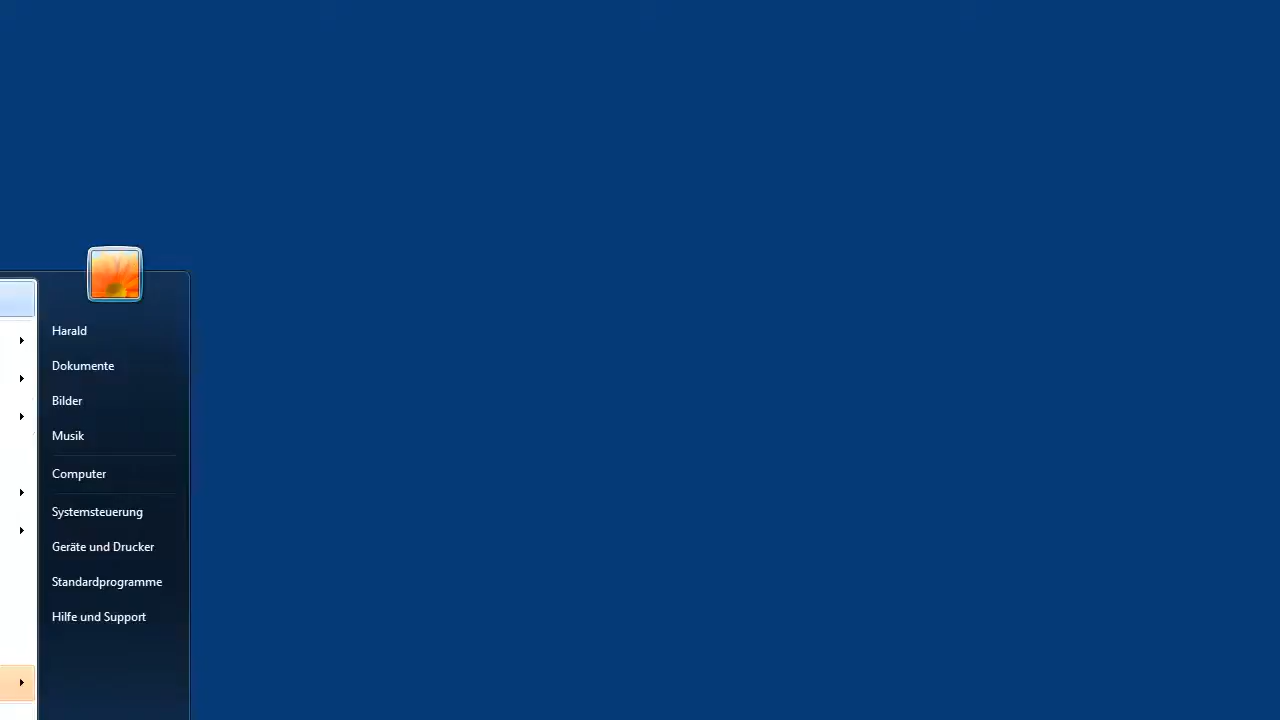 Harald
Dokumente
Bilder
Musik
Computer
Systemsteuerung
Geräte und Drucker
Standardprogramme
Hilfe und Support